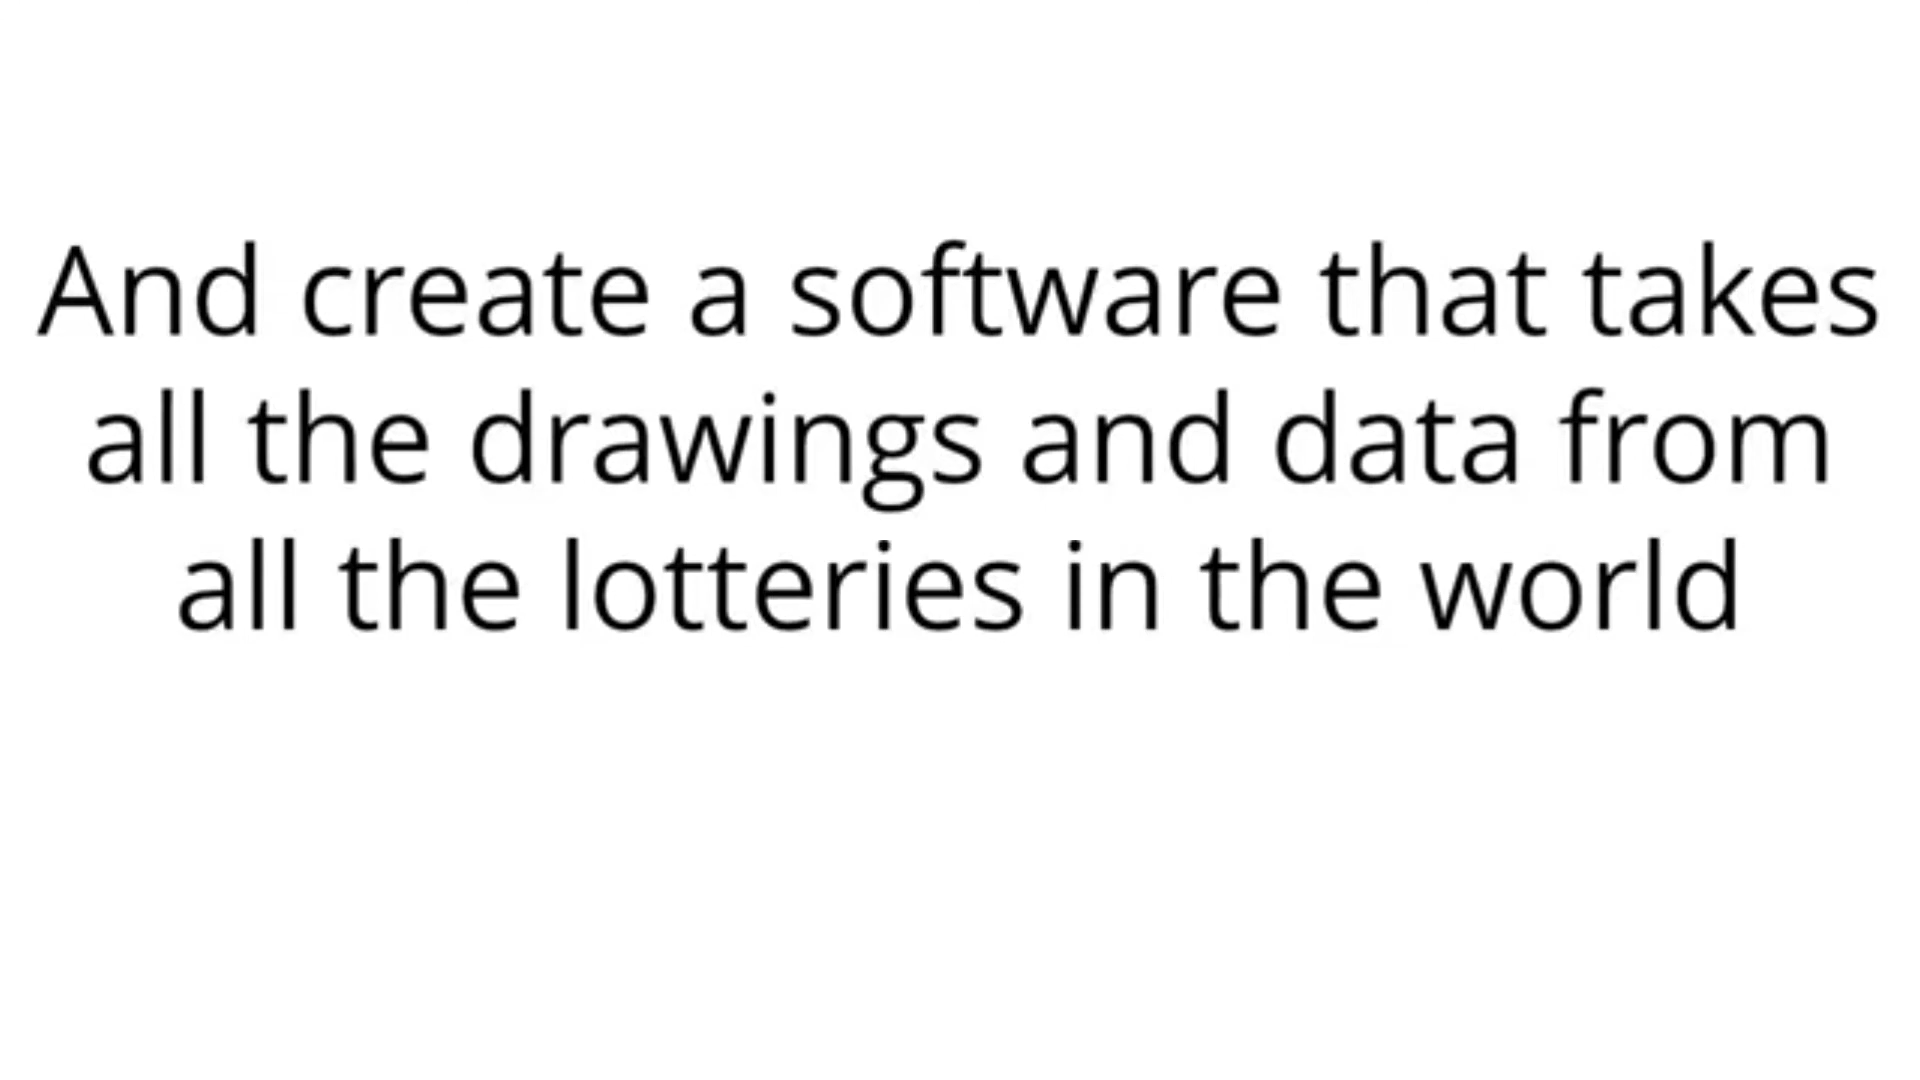 And create a software that takes
all the drawings and data from
all the lotteries in the world